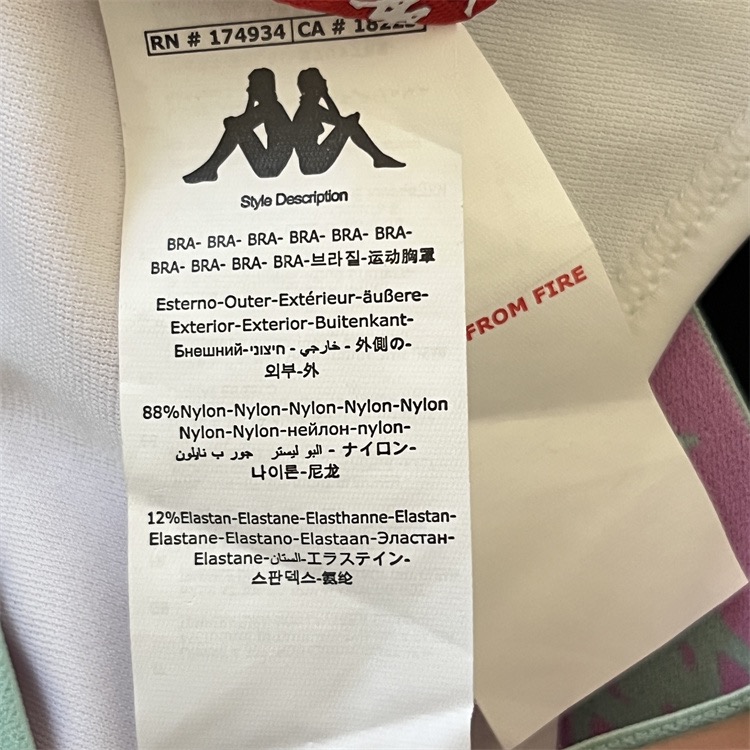 RN # 174934 CA #
Style Description
BRA- BRA- BRA- BRA- BRA- BRA-
BRA- BRA- BRA- BRA-브라질-运动胸罩
Esterno-Outer-Extérieur-äußere-
Exterior-Exterior-Buitenkant-
Бнешний-חיצוני - خارجي - 外側の-
외부-外
88%Nylon-Nylon-Nylon-Nylon-Nylon
Nylon-Nylon-нейлон-nylon-
البو ليستر جور ب نايلون - ナイロン-
나이론-尼龙
12%Elastan-Elastane-Elasthanne-Elastan-
Elastane-Elastano-Elastaan-Эластан-
Elastane-الستان-エラステイン-
스판덱스-氨纶
FROM FIRE